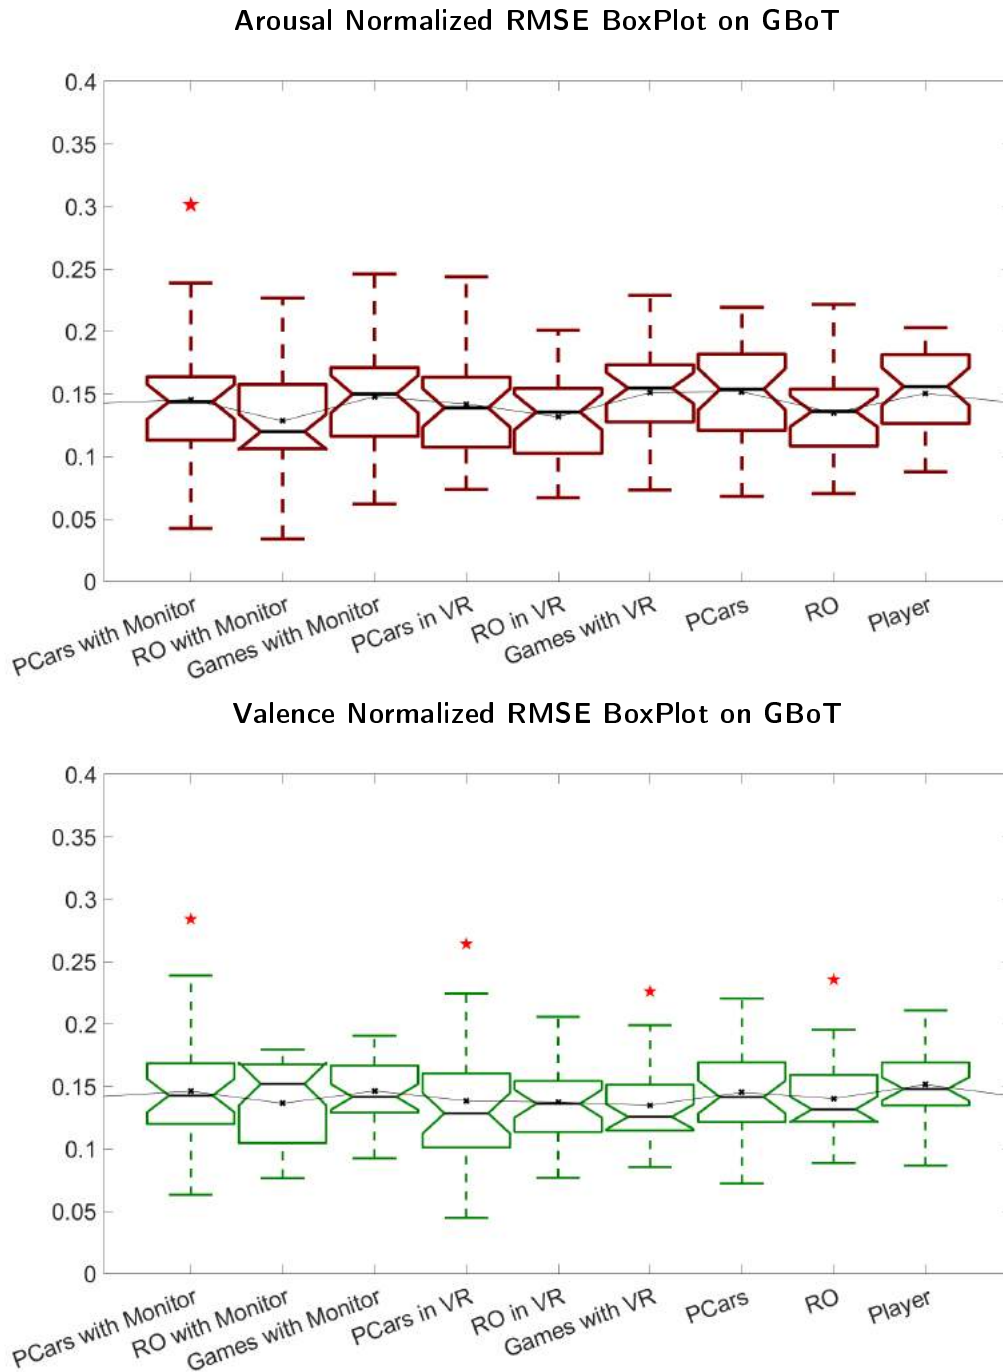 Arousal Normalized RMSE BoxPlot on GBoT
0.4
0.35
0.3
0.25
0.2
0.15
0.1
0.05
0
PCars with Monitor
RO with Monitor
Games with Monitor
PCars in VR
RO in VR
Games with VR
PCars
RO
Player
Valence Normalized RMSE BoxPlot on GBoT
0.4
0.35
0.3
0.25
0.2
0.15
0.1
0.05
0
PCars with Monitor
RO with Monitor
Games with Monitor
PCars in VR
RO in VR
Games with VR
PCars
RO
Player